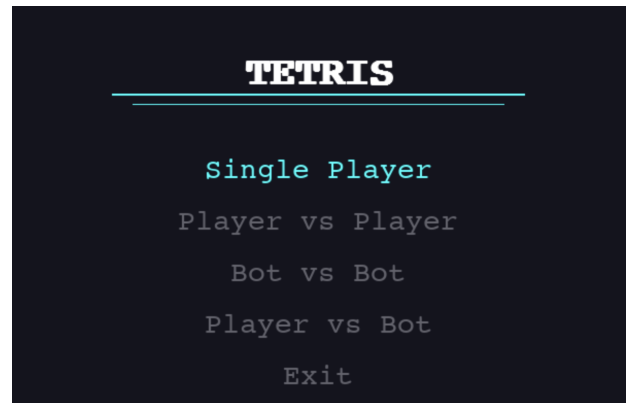 TETRIS
Single Player
Player vs Player
Bot vs Bot
Player vs Bot
Exit